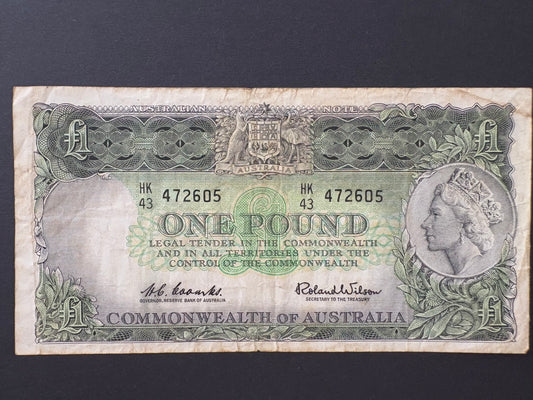 AUSTRALIAN NOTE
£1 £1
AUSTRALIA
HK 43 472605 HK 43 472605
ONE POUND
LEGAL TENDER IN THE COMMONWEALTH
AND IN ALL TERRITORIES UNDER THE
CONTROL OF THE COMMONWEALTH
H.C. Coombs. Roland Wilson
GOVERNOR, RESERVE BANK OF AUSTRALIA SECRETARY TO THE TREASURY
£1 £1
COMMONWEALTH OF AUSTRALIA